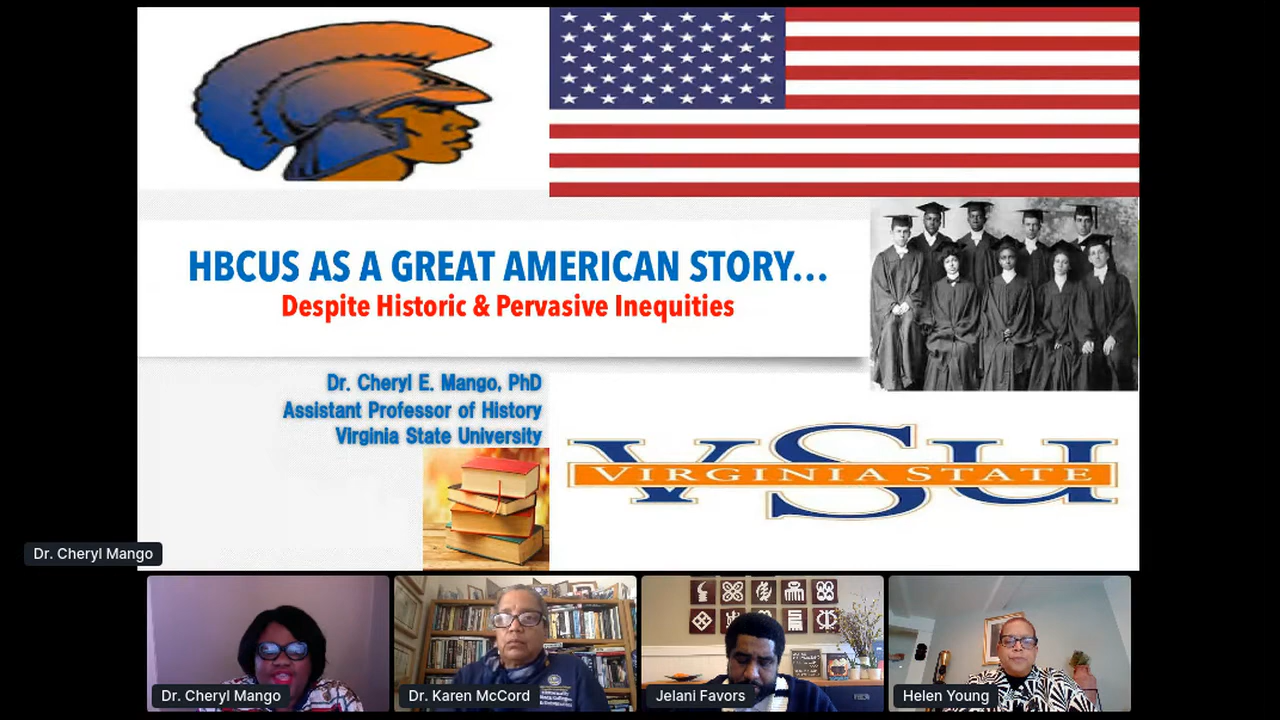 HBCUS AS A GREAT AMERICAN STORY...
Despite Historic & Pervasive Inequities
Dr. Cheryl E. Mango, PhD
Assistant Professor of History
Virginia State University
VSU
VIRGINIA STATE
Dr. Cheryl Mango
Dr. Cheryl Mango
Dr. Karen McCord
Jelani Favors
Helen Young